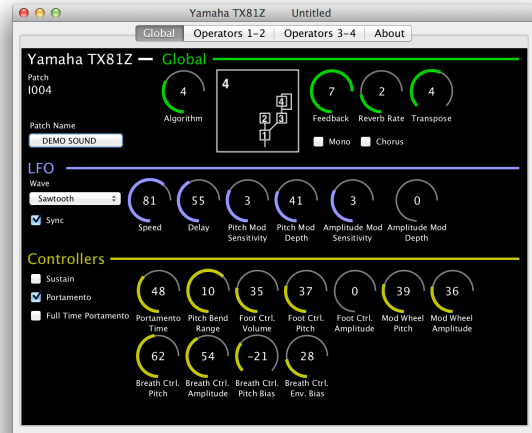 Yamaha TX81Z Untitled
Global Operators 1-2 Operators 3-4 About
Yamaha TX81Z Global
Patch
I004
4
Algorithm
4
4
2 3
1
7 2 4
Feedback Reverb Rate Transpose
Patch Name
DEMO SOUND
Mono Chorus
LFO
Wave
Sawtooth
Sync
81 55 3 41 3 0
Speed Delay Pitch Mod Sensitivity Pitch Mod Depth Amplitude Mod Sensitivity Amplitude Mod Depth
Controllers
Sustain
Portamento
Full Time Portamento
48 10 35 37 0 39 36
Portamento Time Pitch Bend Range Foot Ctrl. Volume Foot Ctrl. Pitch Foot Ctrl. Amplitude Mod Wheel Pitch Mod Wheel Amplitude
62 54 -21 28
Breath Ctrl. Pitch Breath Ctrl. Amplitude Breath Ctrl. Pitch Bias Breath Ctrl. Env. Bias